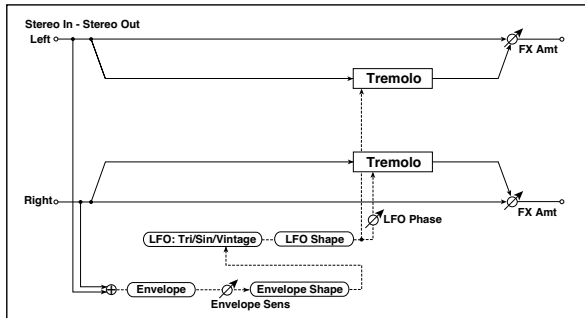 Stereo In - Stereo Out
Left
FX Amt
Tremolo
Tremolo
Right
FX Amt
LFO Phase
LFO: Tri/Sin/Vintage
LFO Shape
Envelope
Envelope Sens
Envelope Shape